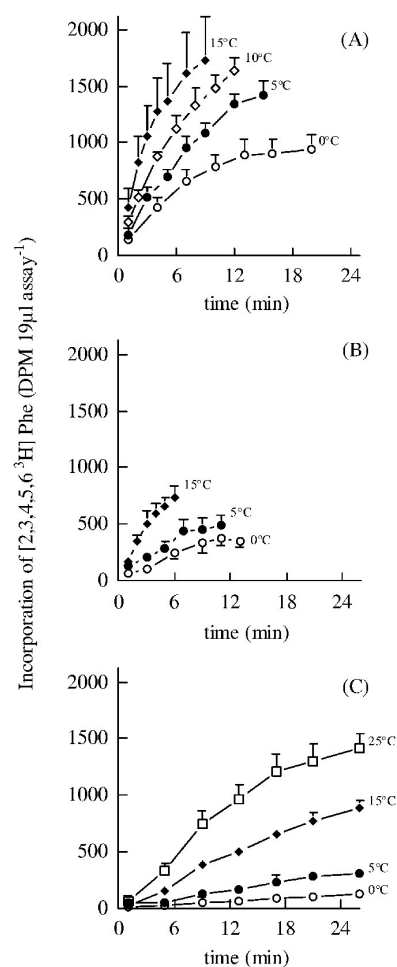 Incorporation of [2,3,4,5,6 ³H] Phe (DPM 19µl assay⁻¹)
(A)
2000
1500
1000
500
0
15°C
10°C
5°C
0°C
0 6 12 18 24
time (min)
(B)
2000
1000
500
0
15°C
5°C
0°C
0 6 12 18 24
time (min)
(C)
2000
1500
1000
500
0
25°C
15°C
5°C
0°C
0 6 12 18 24
time (min)